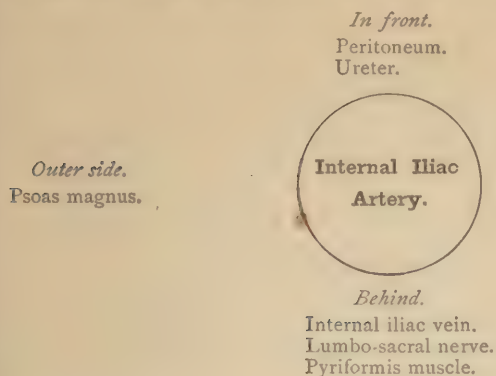 In front.
Peritoneum.
Ureter.
Outer side.
Psoas magnus.
Internal Iliac
Artery.
Behind.
Internal iliac vein.
Lumbo-sacral nerve.
Pyriformis muscle.